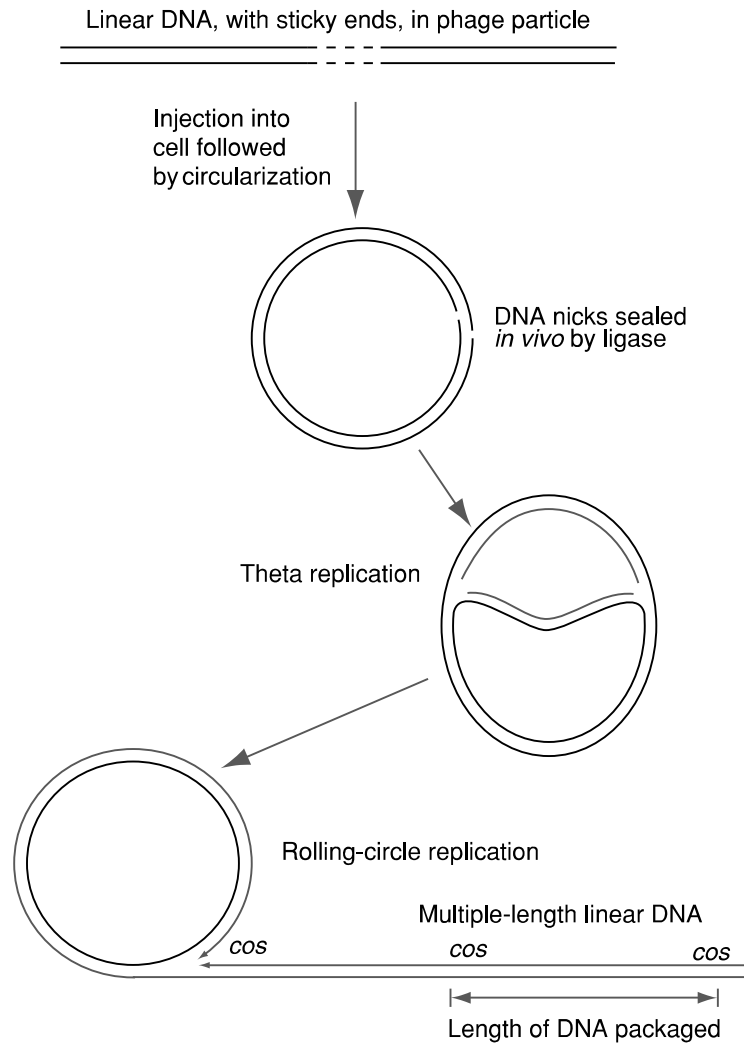 Linear DNA, with sticky ends, in phage particle
Injection into
cell followed
by circularization
DNA nicks sealed
in vivo by ligase
Theta replication
Rolling-circle replication
Multiple-length linear DNA
cos
cos
cos
Length of DNA packaged